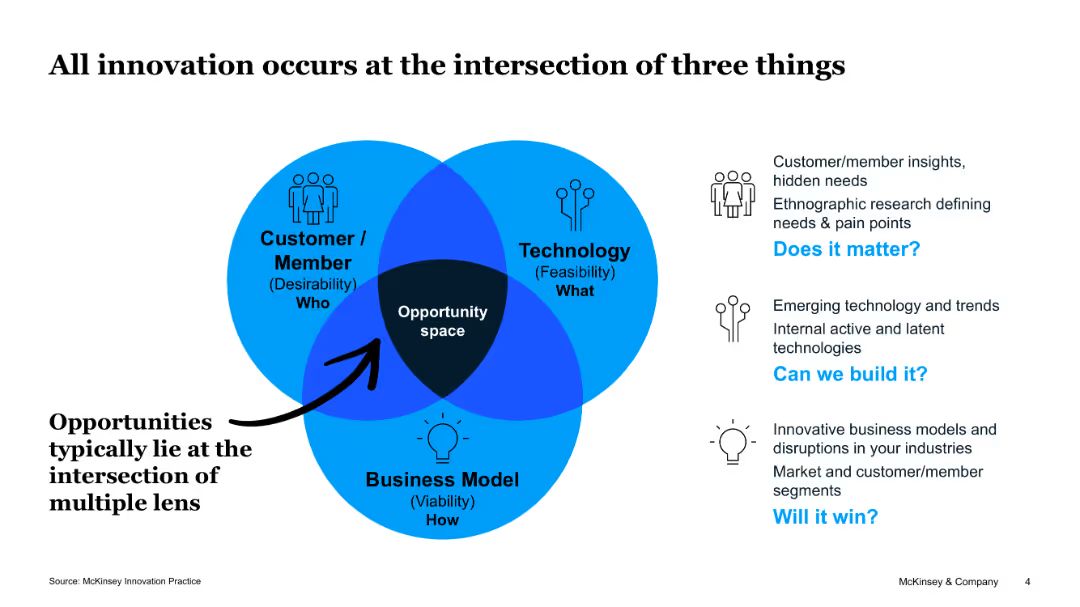 All innovation occurs at the intersection of three things
Customer /
Member
(Desirability)
Who
Technology
(Feasibility)
What
Opportunity
space
Business Model
(Viability)
How
Opportunities
typically lie at the
intersection of
multiple lens
Customer/member insights,
hidden needs
Ethnographic research defining
needs & pain points
Does it matter?
Emerging technology and trends
Internal active and latent
technologies
Can we build it?
Innovative business models and
disruptions in your industries
Market and customer/member
segments
Will it win?
Source: McKinsey Innovation Practice
McKinsey & Company
4